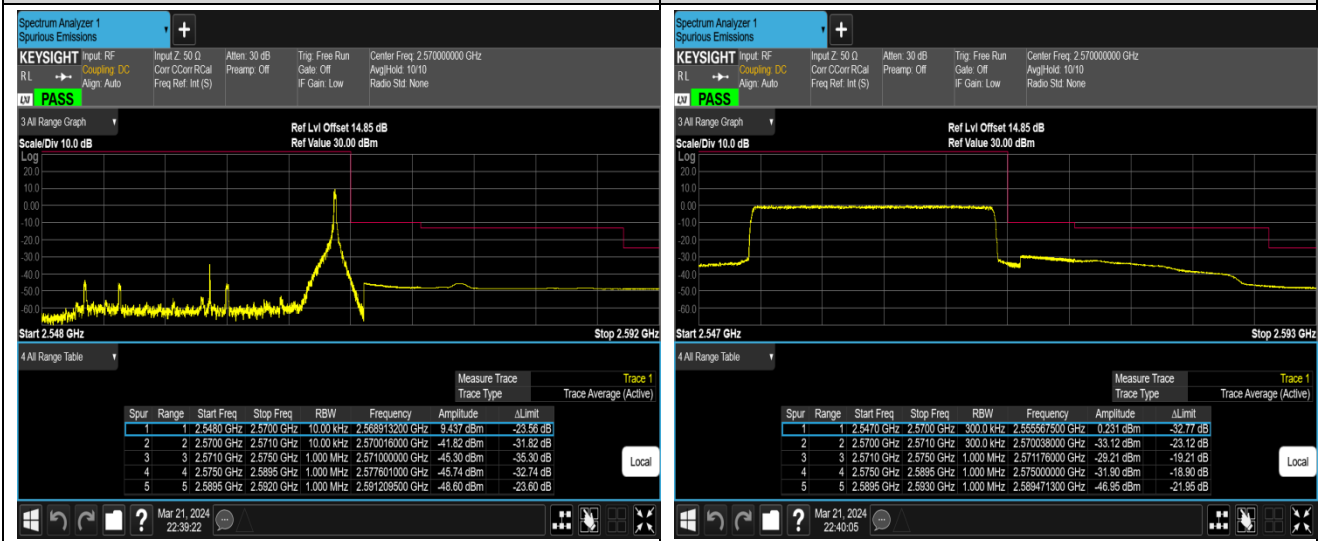 Spectrum Analyzer 1
Spurious Emissions
+
KEYSIGHT Input: RF Input Z: 50 Ω Atten: 30 dB Trig: Free Run Center Freq: 2.570000000 GHz
RL Coupling: DC Corr CCorr RCal Preamp: Off Gate: Off Avg|Hold: 10/10
Align: Auto Freq Ref: Int (S) IF Gain: Low Radio Std: None
LXI PASS
3 All Range Graph
Ref Lvl Offset 14.85 dB
Scale/Div 10.0 dB Ref Value 30.00 dBm
Log
20.0
10.0
0.00
-10.0
-20.0
-30.0
-40.0
-50.0
-60.0
Start 2.548 GHz Stop 2.592 GHz
4 All Range Table
Measure Trace Trace 1
Trace Type Trace Average (Active)
Spur Range Start Freq Stop Freq RBW Frequency Amplitude ΔLimit
1 1 2.5480 GHz 2.5700 GHz 10.00 kHz 2.568913200 GHz 9.437 dBm -23.56 dB
2 2 2.5700 GHz 2.5710 GHz 10.00 kHz 2.570016000 GHz -41.82 dBm -31.82 dB
3 3 2.5710 GHz 2.5750 GHz 1.000 MHz 2.571000000 GHz -45.30 dBm -35.30 dB
4 4 2.5750 GHz 2.5895 GHz 1.000 MHz 2.577601000 GHz -45.74 dBm -32.74 dB
5 5 2.5895 GHz 2.5920 GHz 1.000 MHz 2.591209500 GHz -48.60 dBm -23.60 dB
Local
? Mar 21, 2024
22:39:22
Spectrum Analyzer 1
Spurious Emissions
+
KEYSIGHT Input: RF Input Z: 50 Ω Atten: 30 dB Trig: Free Run Center Freq: 2.570000000 GHz
RL Coupling: DC Corr CCorr RCal Preamp: Off Gate: Off Avg|Hold: 10/10
Align: Auto Freq Ref: Int (S) IF Gain: Low Radio Std: None
LXI PASS
3 All Range Graph
Ref Lvl Offset 14.85 dB
Scale/Div 10.0 dB Ref Value 30.00 dBm
Log
20.0
10.0
0.00
-10.0
-20.0
-30.0
-40.0
-50.0
-60.0
Start 2.547 GHz Stop 2.593 GHz
4 All Range Table
Measure Trace Trace 1
Trace Type Trace Average (Active)
Spur Range Start Freq Stop Freq RBW Frequency Amplitude ΔLimit
1 1 2.5470 GHz 2.5700 GHz 300.0 kHz 2.555567500 GHz 0.231 dBm -32.77 dB
2 2 2.5700 GHz 2.5710 GHz 300.0 kHz 2.570038000 GHz -33.12 dBm -23.12 dB
3 3 2.5710 GHz 2.5750 GHz 1.000 MHz 2.571176000 GHz -29.21 dBm -19.21 dB
4 4 2.5750 GHz 2.5895 GHz 1.000 MHz 2.575000000 GHz -31.90 dBm -18.90 dB
5 5 2.5895 GHz 2.5930 GHz 1.000 MHz 2.589471300 GHz -46.95 dBm -21.95 dB
Local
? Mar 21, 2024
22:40:05